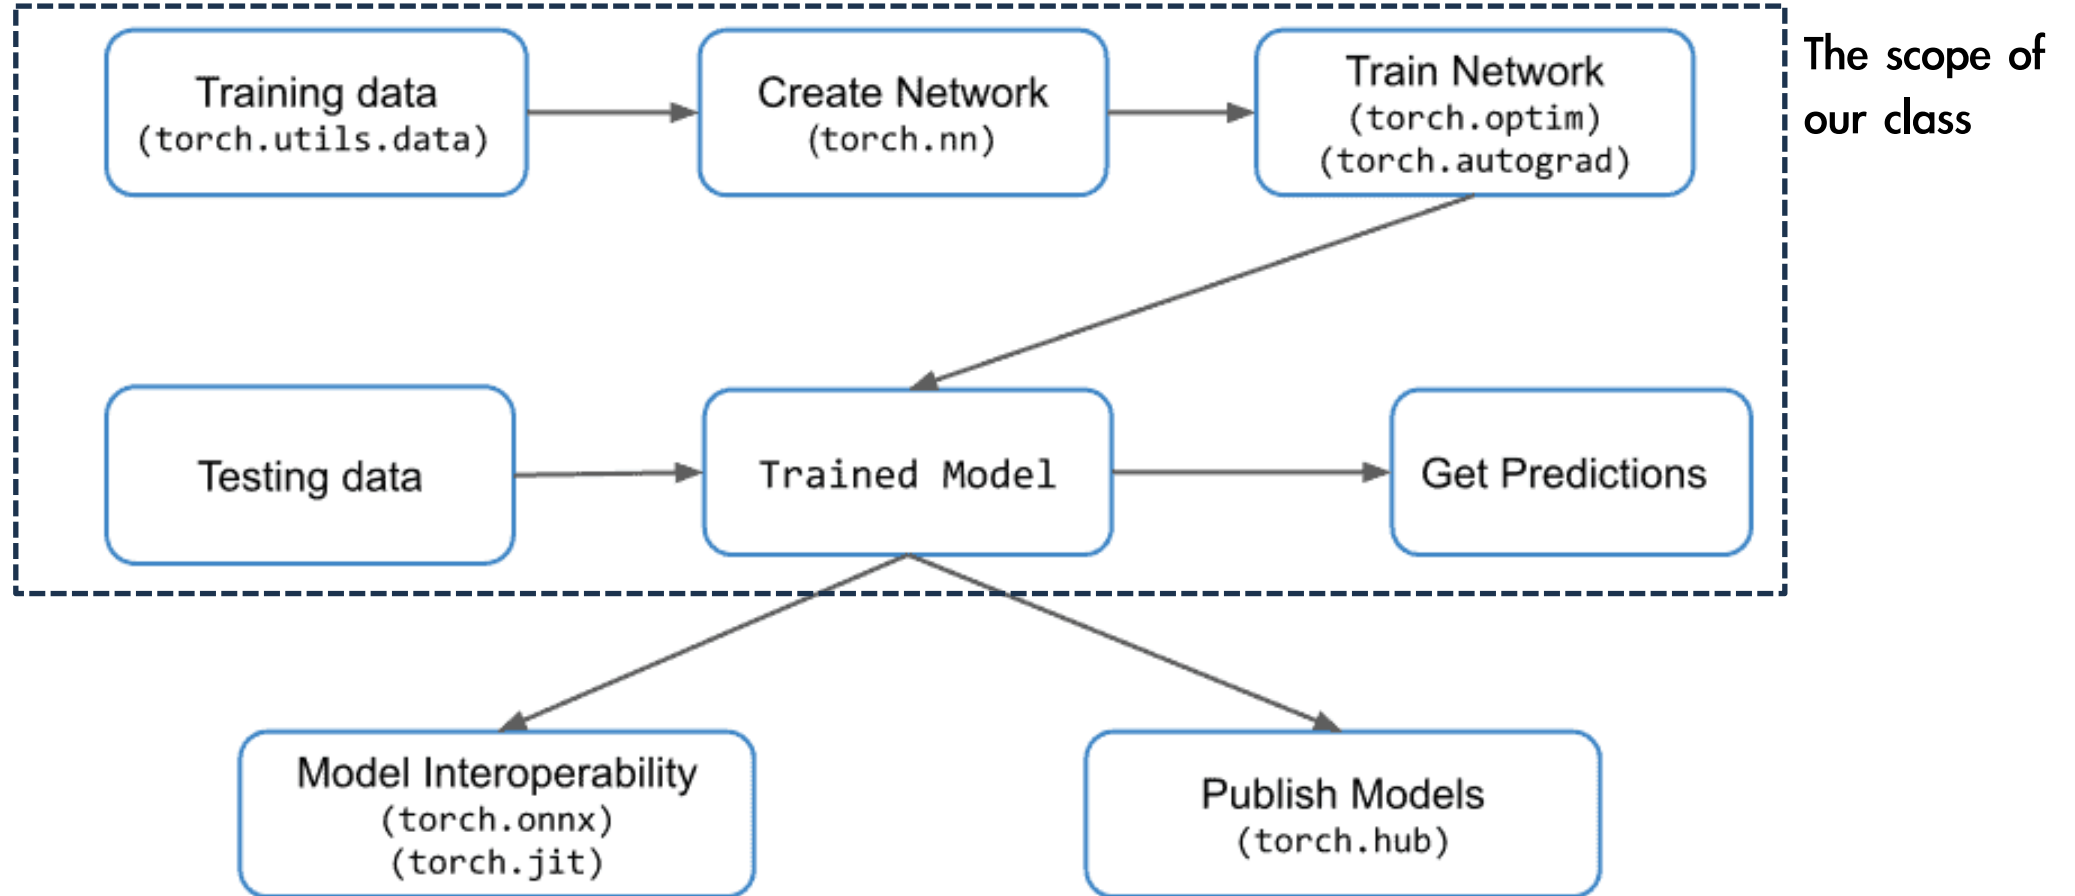 Training data
(torch.utils.data)
Create Network
(torch.nn)
Train Network
(torch.optim)
(torch.autograd)
The scope of
our class
Testing data
Trained Model
Get Predictions
Model Interoperability
(torch.onnx)
(torch.jit)
Publish Models
(torch.hub)